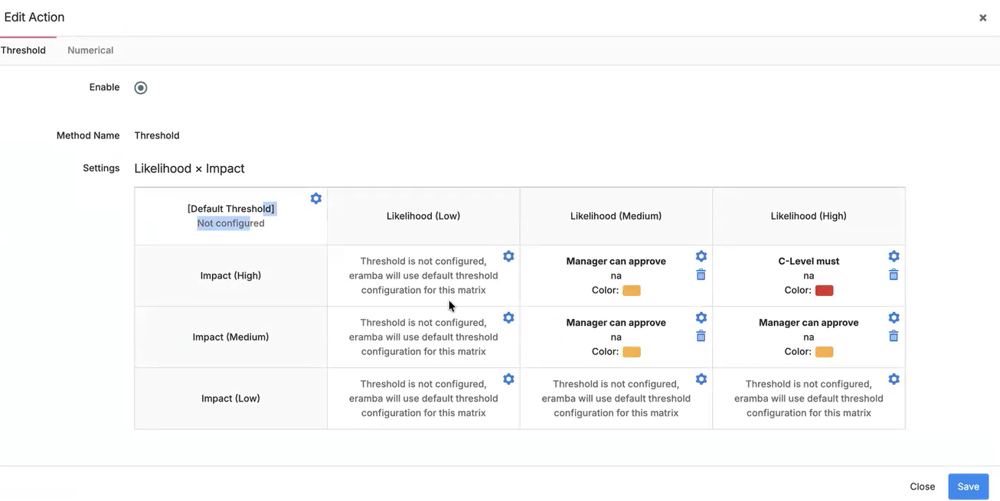 Edit Action
×
Threshold
Numerical
Enable
Method Name
Threshold
Settings
Likelihood × Impact
[Default Threshold]
Not configured
Likelihood (Low)
Likelihood (Medium)
Likelihood (High)
Impact (High)
Threshold is not configured,
eramba will use default threshold
configuration for this matrix
Manager can approve
na
Color:
C-Level must
na
Color:
Impact (Medium)
Threshold is not configured,
eramba will use default threshold
configuration for this matrix
Manager can approve
na
Color:
Manager can approve
na
Color:
Impact (Low)
Threshold is not configured,
eramba will use default threshold
configuration for this matrix
Threshold is not configured,
eramba will use default threshold
configuration for this matrix
Threshold is not configured,
eramba will use default threshold
configuration for this matrix
Close
Save